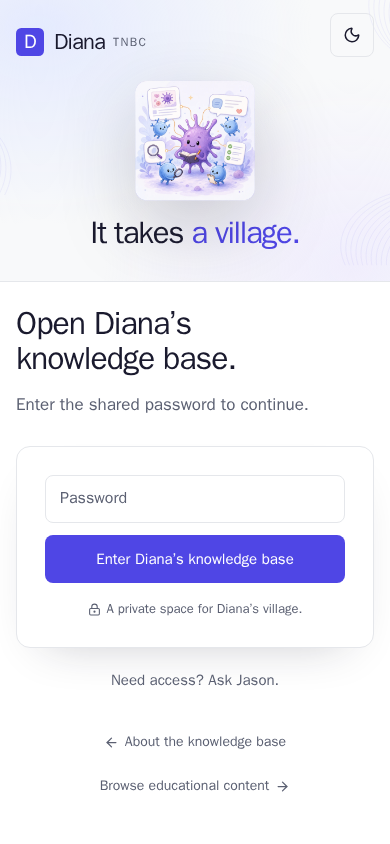 D Diana TNBC
It takes a village.
Open Diana’s
knowledge base.
Enter the shared password to continue.
Password
Enter Diana’s knowledge base
A private space for Diana’s village.
Need access? Ask Jason.
← About the knowledge base
Browse educational content →